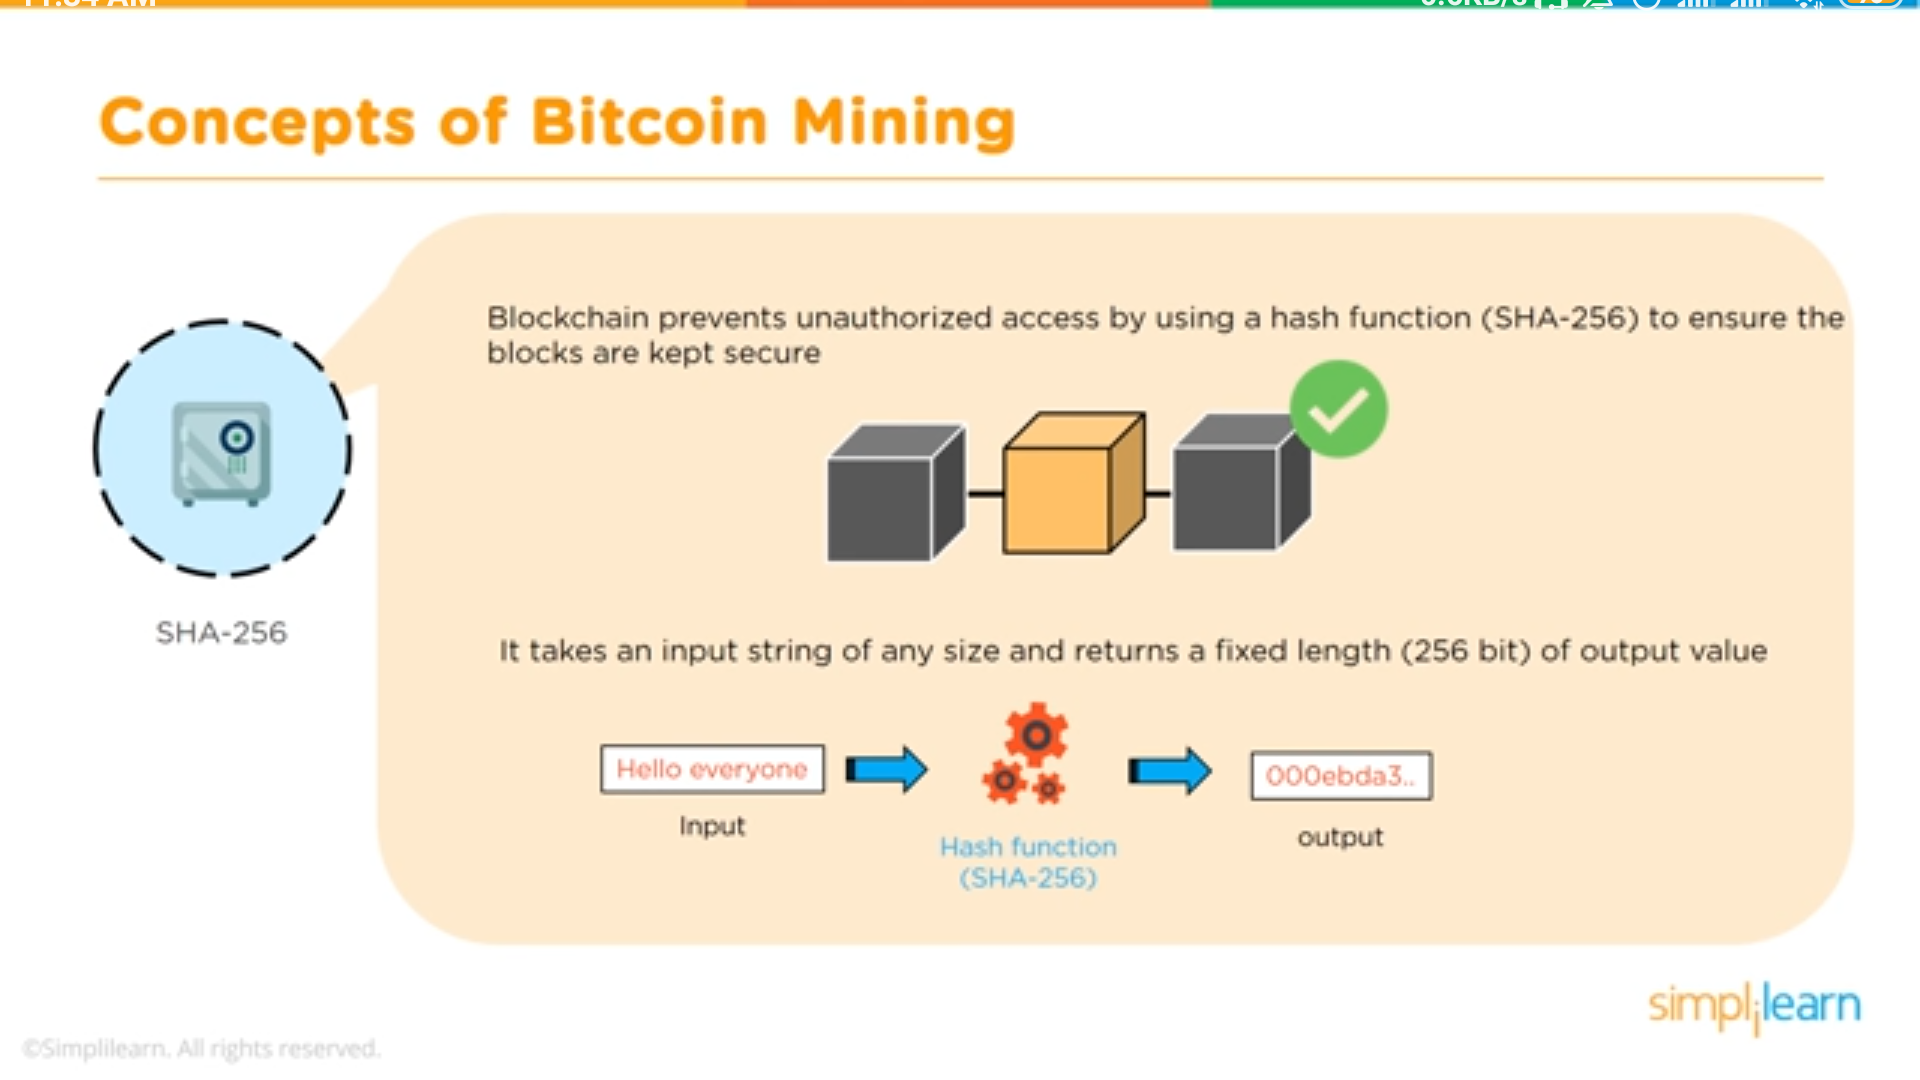 Concepts of Bitcoin Mining
Blockchain prevents unauthorized access by using a hash function (SHA-256) to ensure the
blocks are kept secure
SHA-256
It takes an input string of any size and returns a fixed length (256 bit) of output value
Hello everyone
000ebda3..
Input
output
Hash function
(SHA-256)
simplilearn
©Simplilearn. All rights reserved.